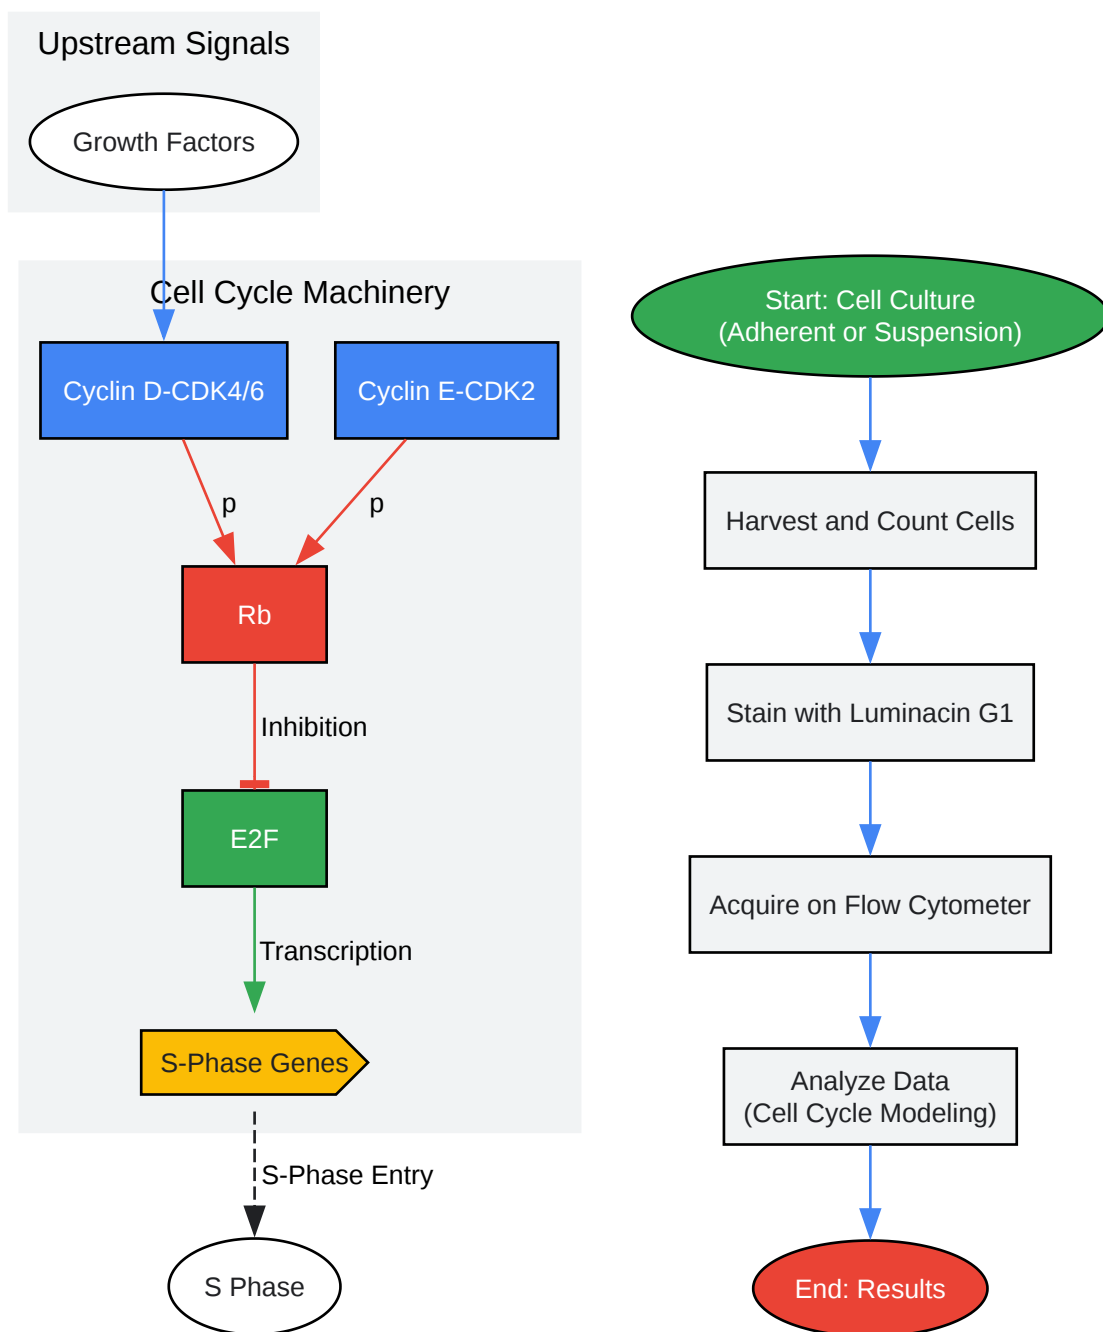 Upstream Signals
Growth Factors
Cell Cycle Machinery
Cyclin D-CDK4/6
Cyclin E-CDK2
p
p
Rb
Inhibition
E2F
Transcription
S-Phase Genes
S-Phase Entry
S Phase
Start: Cell Culture
(Adherent or Suspension)
Harvest and Count Cells
Stain with Luminacin G1
Acquire on Flow Cytometer
Analyze Data
(Cell Cycle Modeling)
End: Results